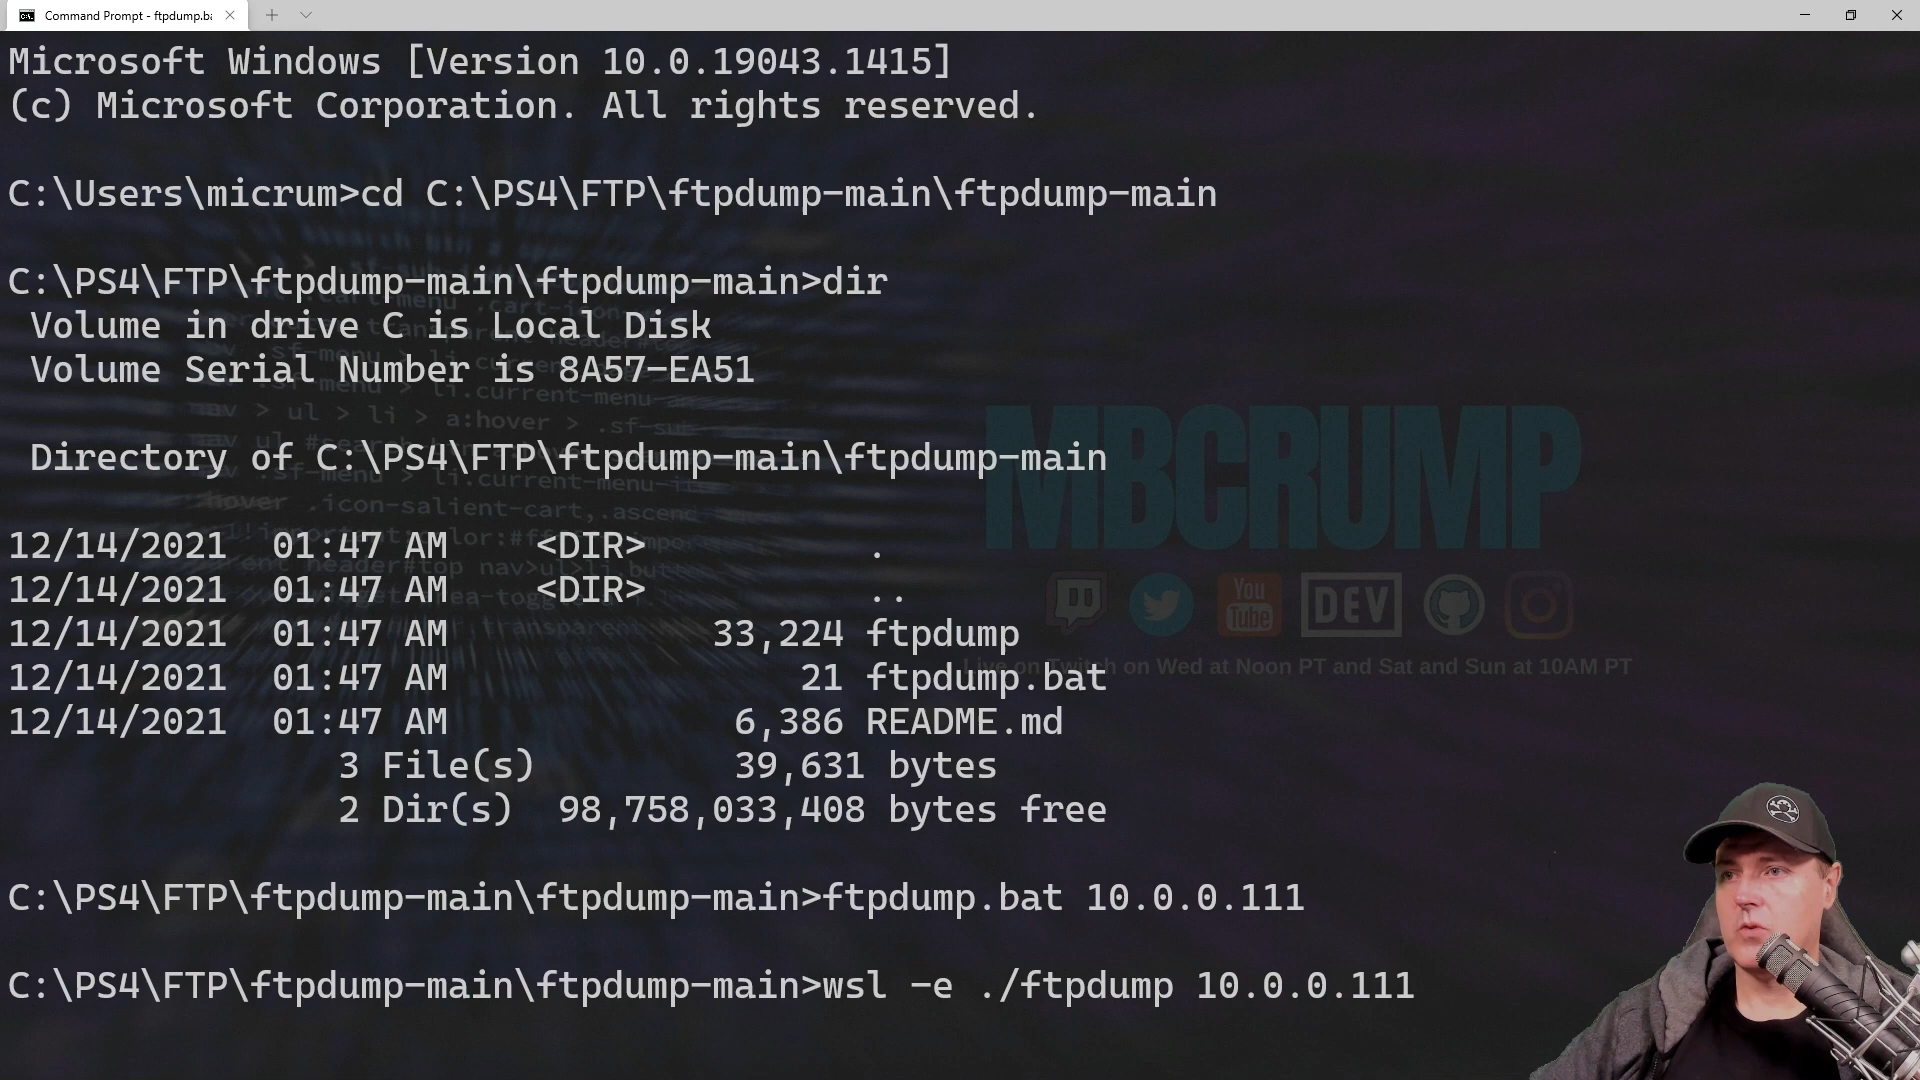 Command Prompt - ftpdump.ba
Microsoft Windows [Version 10.0.19043.1415]
(c) Microsoft Corporation. All rights reserved.
C:\Users\micrum>cd C:\PS4\FTP\ftpdump-main\ftpdump-main
C:\PS4\FTP\ftpdump-main\ftpdump-main>dir
Volume in drive C is Local Disk
Volume Serial Number is 8A57-EA51
Directory of C:\PS4\FTP\ftpdump-main\ftpdump-main
12/14/2021 01:47 AM <DIR> .
12/14/2021 01:47 AM <DIR> ..
12/14/2021 01:47 AM 33,224 ftpdump
12/14/2021 01:47 AM 21 ftpdump.bat
12/14/2021 01:47 AM 6,386 README.md
3 File(s) 39,631 bytes
2 Dir(s) 98,758,033,408 bytes free
C:\PS4\FTP\ftpdump-main\ftpdump-main>ftpdump.bat 10.0.0.111
C:\PS4\FTP\ftpdump-main\ftpdump-main>wsl -e ./ftpdump 10.0.0.111
MBCRUMP
You
Tube
DEV
Live on Twitch on Wed at Noon PT and Sat and Sun at 10AM PT